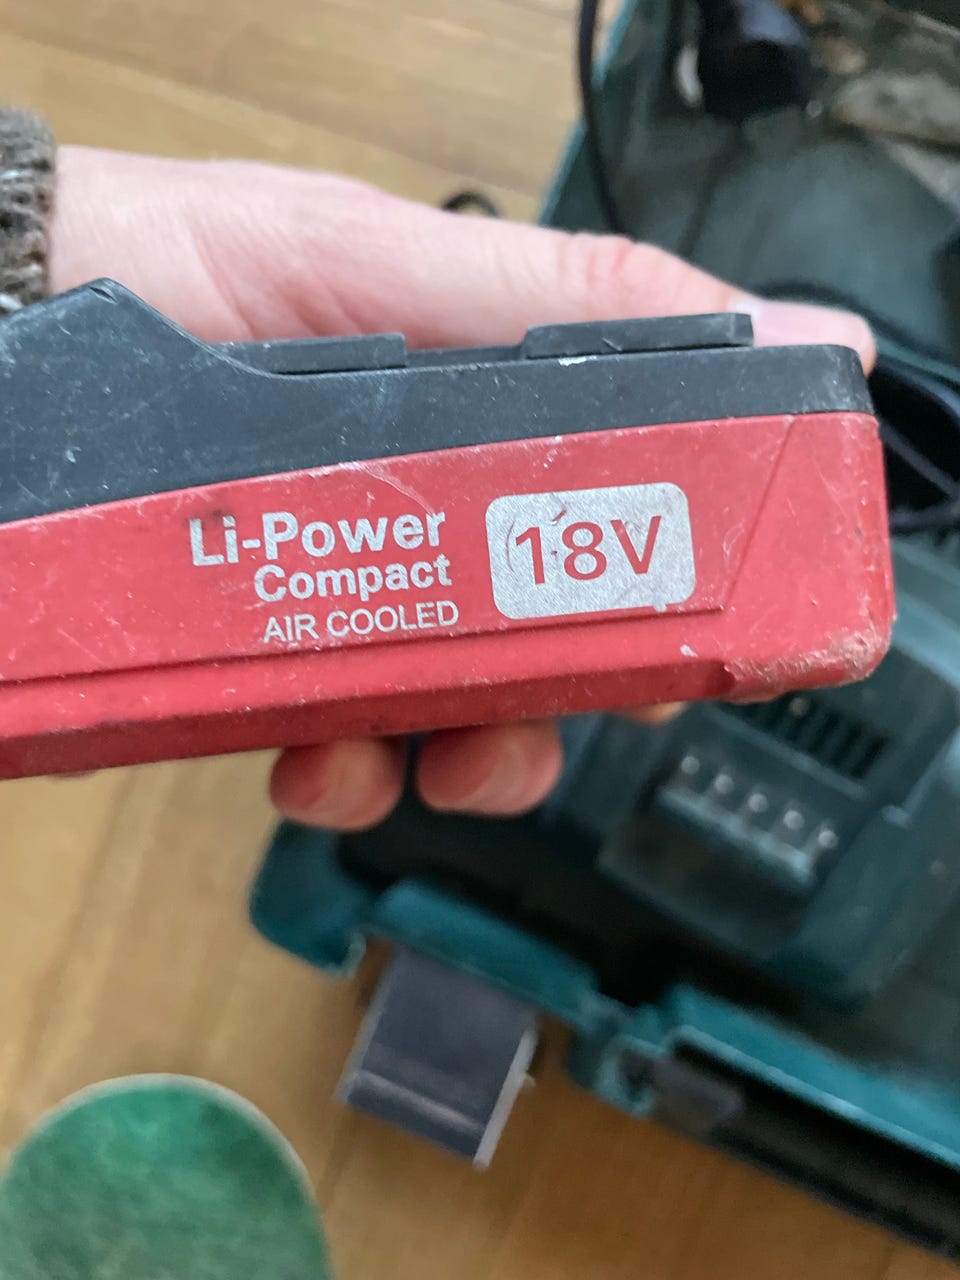 Li-Power
Compact
AIR COOLED
18V